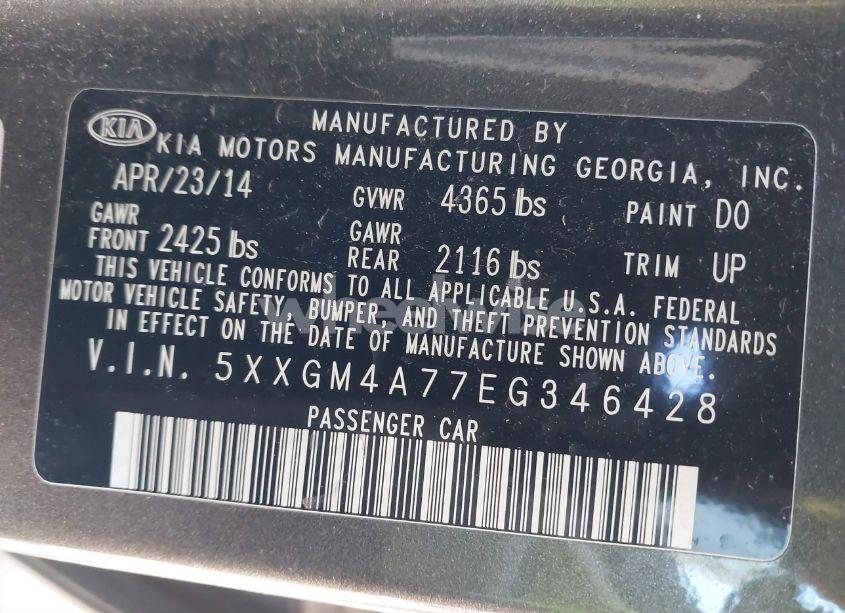 KIA
MANUFACTURED BY
KIA MOTORS MANUFACTURING GEORGIA, INC.
APR/23/14 GVWR 4365 lbs PAINT DO
GAWR FRONT 2425 lbs GAWR REAR 2116 lbs TRIM UP
THIS VEHICLE CONFORMS TO ALL APPLICABLE U.S.A. FEDERAL
MOTOR VEHICLE SAFETY, BUMPER, AND THEFT PREVENTION STANDARDS
IN EFFECT ON THE DATE OF MANUFACTURE SHOWN ABOVE.
V.I.N. 5XXGM4A77EG346428
PASSENGER CAR